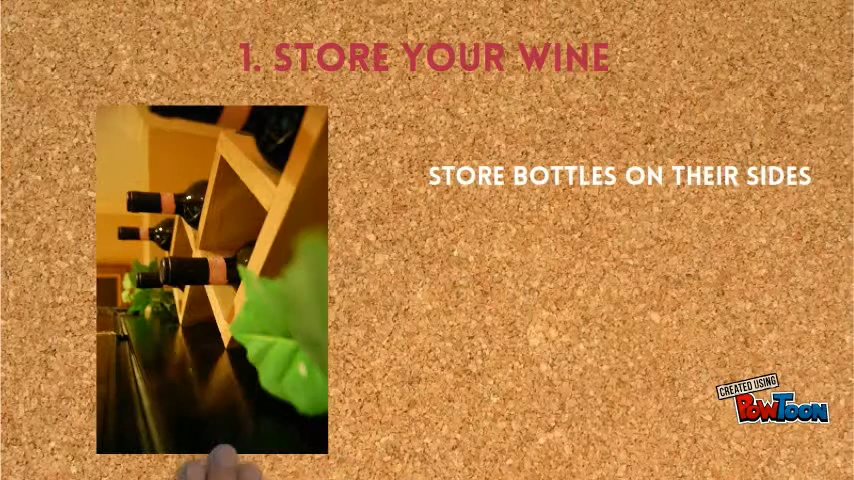 1. STORE YOUR WINE
STORE BOTTLES ON THEIR SIDES
CREATED USING
POWTOON